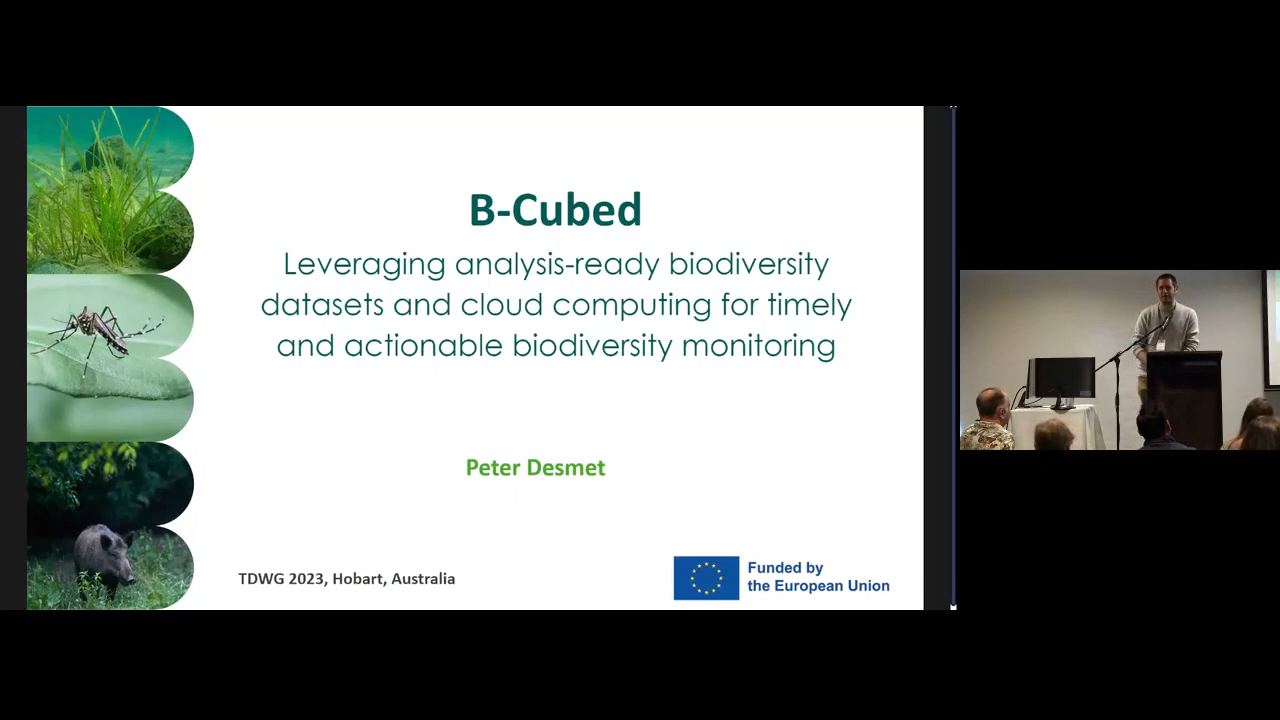 B-Cubed
Leveraging analysis-ready biodiversity
datasets and cloud computing for timely
and actionable biodiversity monitoring
Peter Desmet
TDWG 2023, Hobart, Australia
Funded by
the European Union